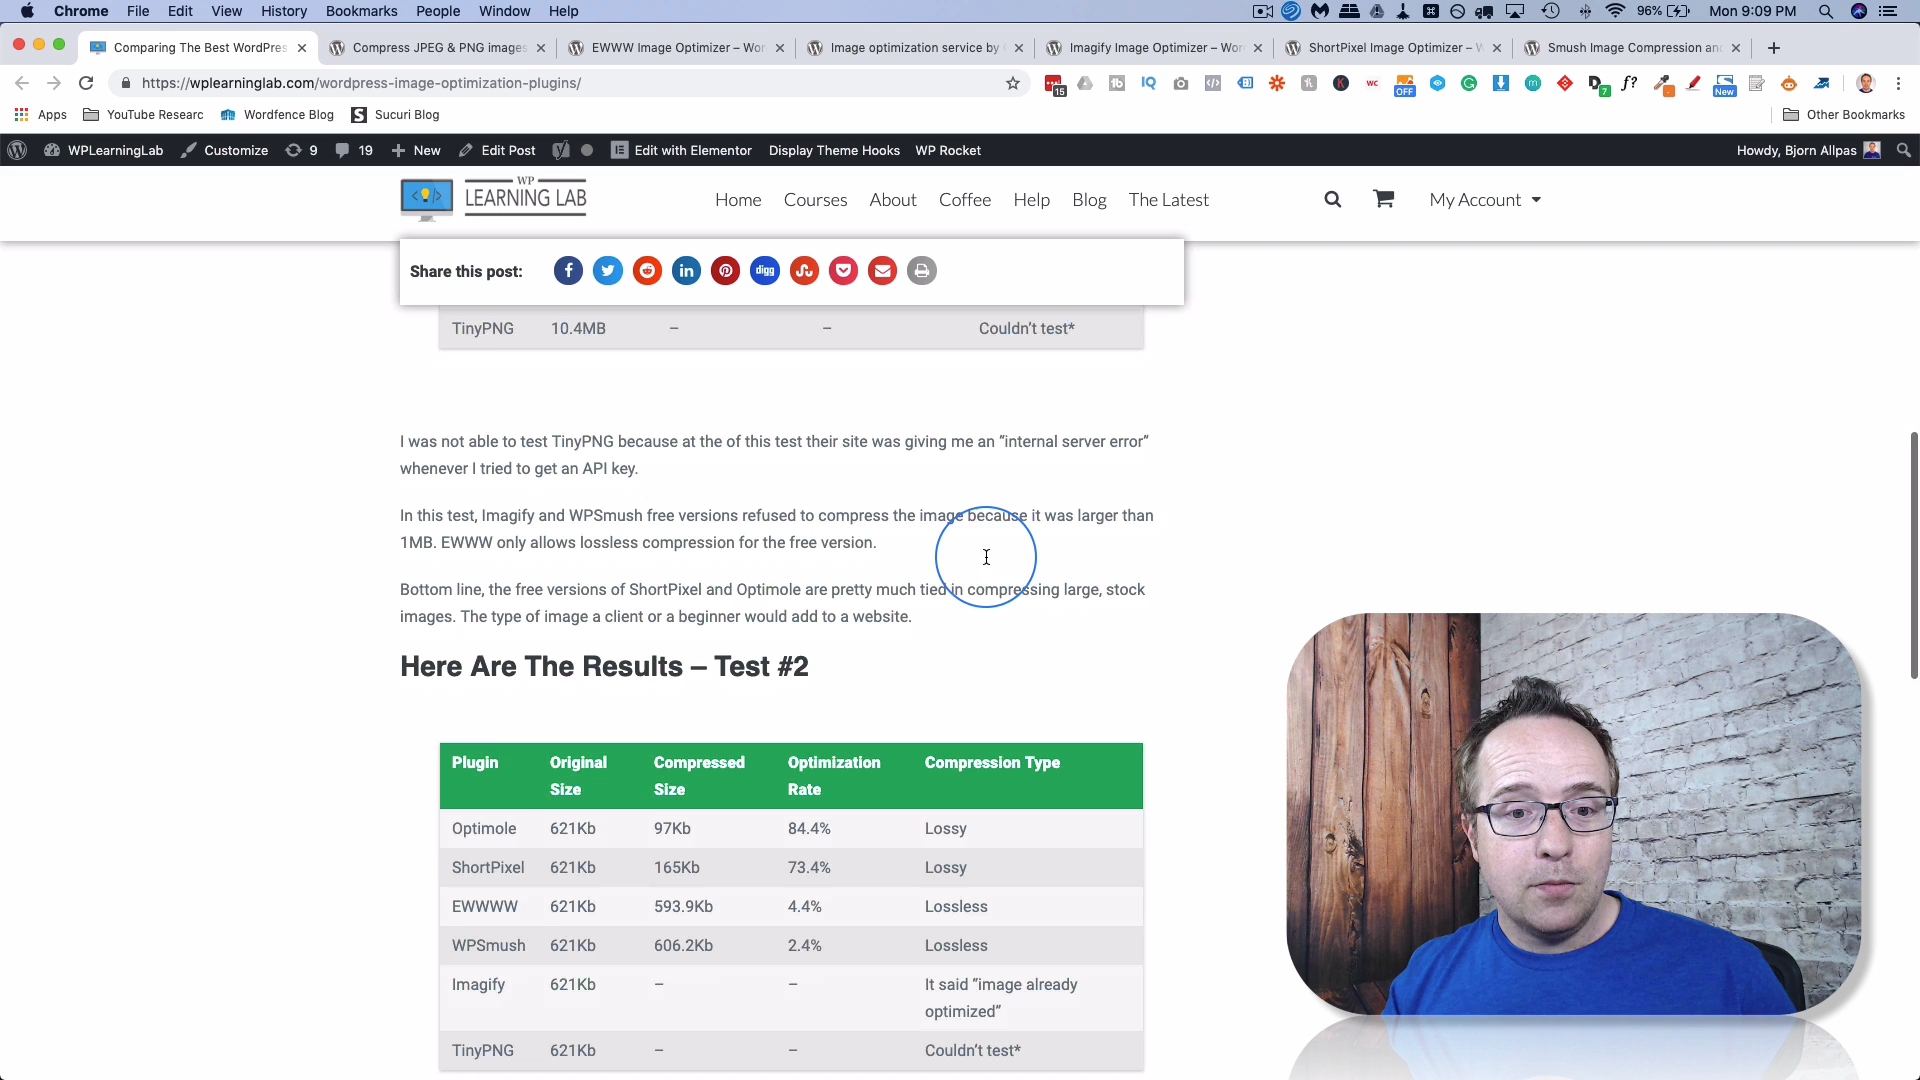 Chrome File Edit View History Bookmarks People Window Help 96% Mon 9:09 PM
Comparing The Best WordPres
Compress JPEG & PNG images
EWWW Image Optimizer – Wor
Image optimization service by
Imagify Image Optimizer – Wor
ShortPixel Image Optimizer – W
Smush Image Compression an
https://wplearninglab.com/wordpress-image-optimization-plugins/
Apps YouTube Researc Wordfence Blog Sucuri Blog Other Bookmarks
WPLearningLab Customize 9 19 New Edit Post Edit with Elementor Display Theme Hooks WP Rocket Howdy, Bjorn Allpas
WP
LEARNING LAB
Home Courses About Coffee Help Blog The Latest My Account
Share this post:
TinyPNG 10.4MB – – Couldn't test*
I was not able to test TinyPNG because at the of this test their site was giving me an “internal server error”
whenever I tried to get an API key.
In this test, Imagify and WPSmush free versions refused to compress the image because it was larger than
1MB. EWWW only allows lossless compression for the free version.
Bottom line, the free versions of ShortPixel and Optimole are pretty much tied in compressing large, stock
images. The type of image a client or a beginner would add to a website.
Here Are The Results – Test #2
Plugin Original Size Compressed Size Optimization Rate Compression Type
Optimole 621Kb 97Kb 84.4% Lossy
ShortPixel 621Kb 165Kb 73.4% Lossy
EWWW 621Kb 593.9Kb 4.4% Lossless
WPSmush 621Kb 606.2Kb 2.4% Lossless
Imagify 621Kb – – It said “image already
optimized”
TinyPNG 621Kb – – Couldn't test*